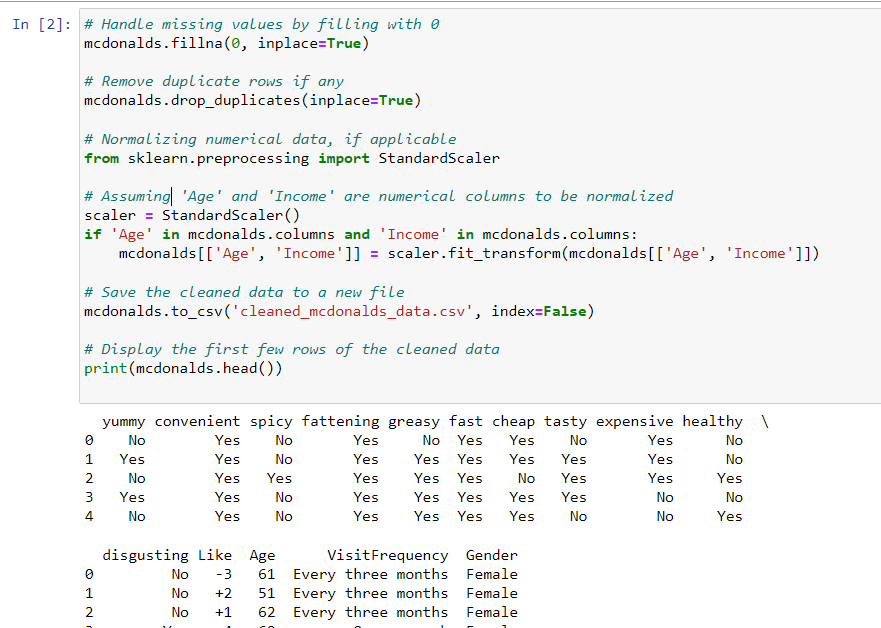 In [2]:
# Handle missing values by filling with 0
mcdonalds.fillna(0, inplace=True)
# Remove duplicate rows if any
mcdonalds.drop_duplicates(inplace=True)
# Normalizing numerical data, if applicable
from sklearn.preprocessing import StandardScaler
# Assuming 'Age' and 'Income' are numerical columns to be normalized
scaler = StandardScaler()
if 'Age' in mcdonalds.columns and 'Income' in mcdonalds.columns:
    mcdonalds[['Age', 'Income']] = scaler.fit_transform(mcdonalds[['Age', 'Income']])
# Save the cleaned data to a new file
mcdonalds.to_csv('cleaned_mcdonalds_data.csv', index=False)
# Display the first few rows of the cleaned data
print(mcdonalds.head())
  yummy convenient spicy fattening greasy fast cheap tasty expensive healthy  \
0    No        Yes    No       Yes     No  Yes   Yes    No       Yes      No
1   Yes        Yes    No       Yes    Yes  Yes   Yes   Yes       Yes      No
2    No        Yes   Yes       Yes    Yes  Yes    No   Yes       Yes     Yes
3   Yes        Yes    No       Yes    Yes  Yes   Yes   Yes        No      No
4    No        Yes    No       Yes    Yes  Yes   Yes    No        No     Yes
  disgusting Like  Age      VisitFrequency  Gender
0         No   -3   61  Every three months  Female
1         No   +2   51  Every three months  Female
2         No   +1   62  Every three months  Female